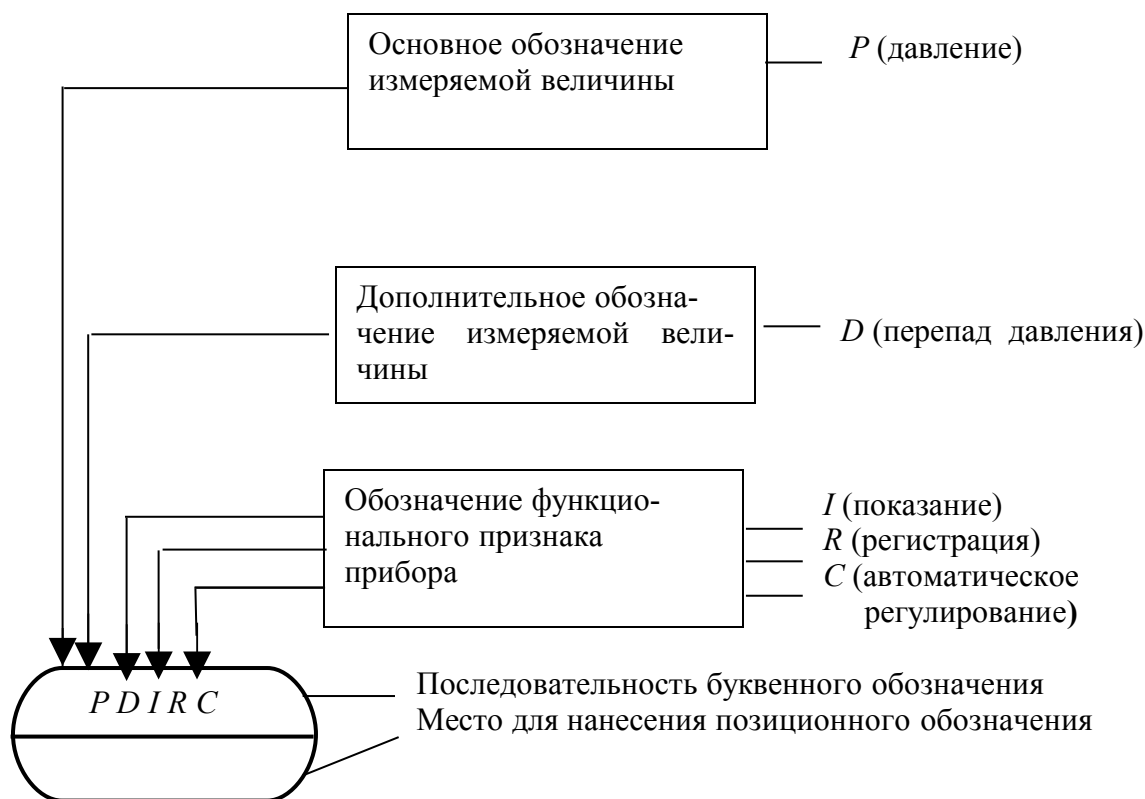 Основное обозначение
измеряемой величины
P (давление)
Дополнительное обозна-
чение измеряемой вели-
чины
D (перепад давления)
Обозначение функцио-
нального признака
прибора
I (показание)
R (регистрация)
C (автоматическое
регулирование)
P D I R C
Последовательность буквенного обозначения
Место для нанесения позиционного обозначения